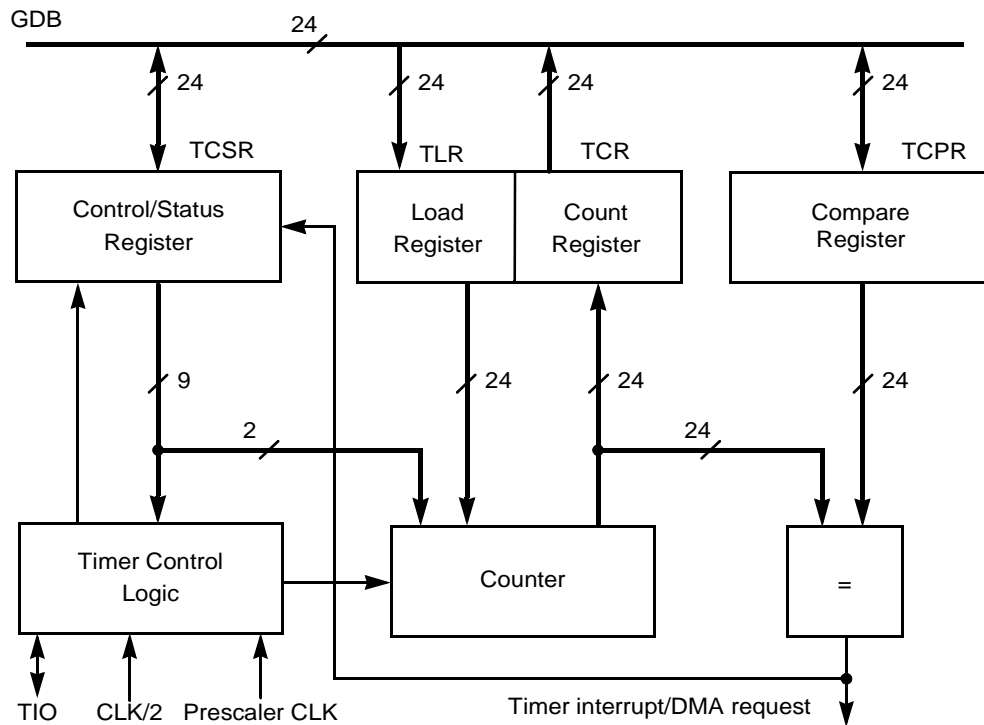 GDB
24
24
24
24
24
TCSR
TLR
TCR
TCPR
Control/Status
Register
Load
Register
Count
Register
Compare
Register
9
24
24
24
2
24
Timer Control
Logic
Counter
=
TIO
CLK/2
Prescaler CLK
Timer interrupt/DMA request